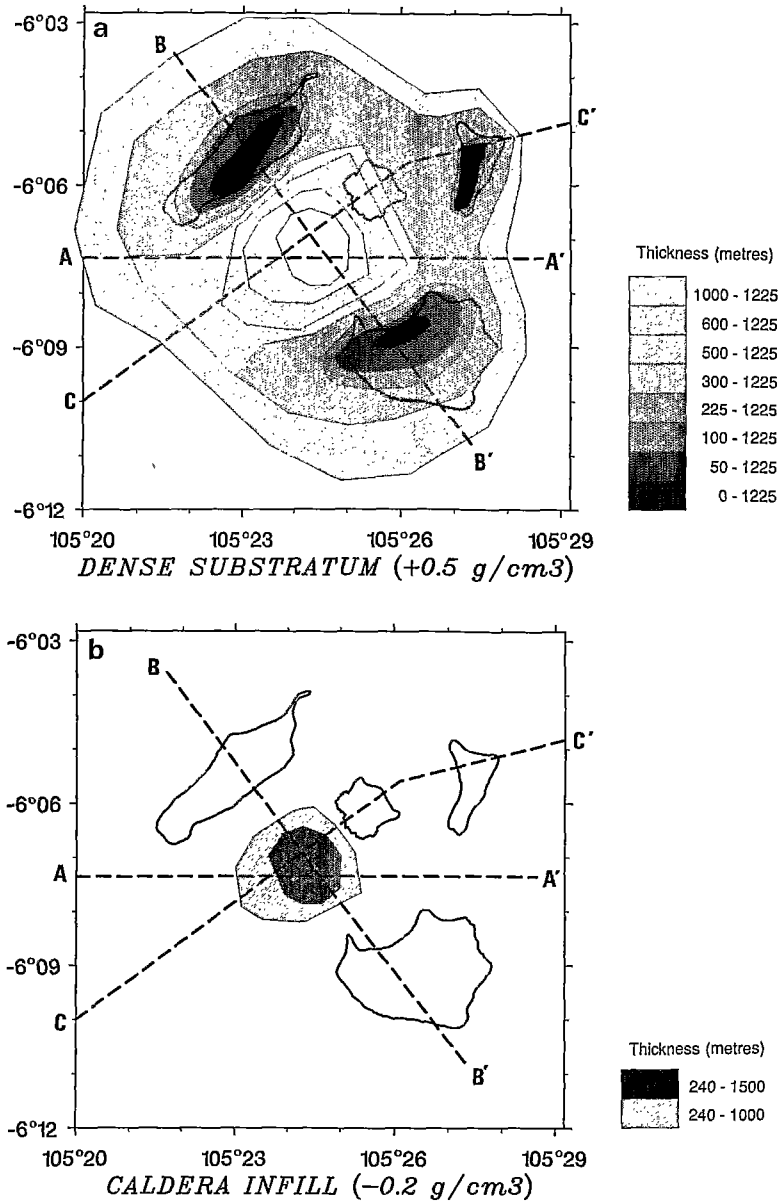 a
-6°03
B
C'
-6°06
A
A'
-6°09
C
B'
-6°12
105°20 105°23 105°26 105°29
DENSE SUBSTRATUM (+0.5 g/cm3)
Thickness (metres)
1000 - 1225
600 - 1225
500 - 1225
300 - 1225
225 - 1225
100 - 1225
50 - 1225
0 - 1225
b
-6°03
B
C'
-6°06
A
A'
-6°09
C
B'
-6°12
105°20 105°23 105°26 105°29
CALDERA INFILL (-0.2 g/cm3)
Thickness (metres)
240 - 1500
240 - 1000